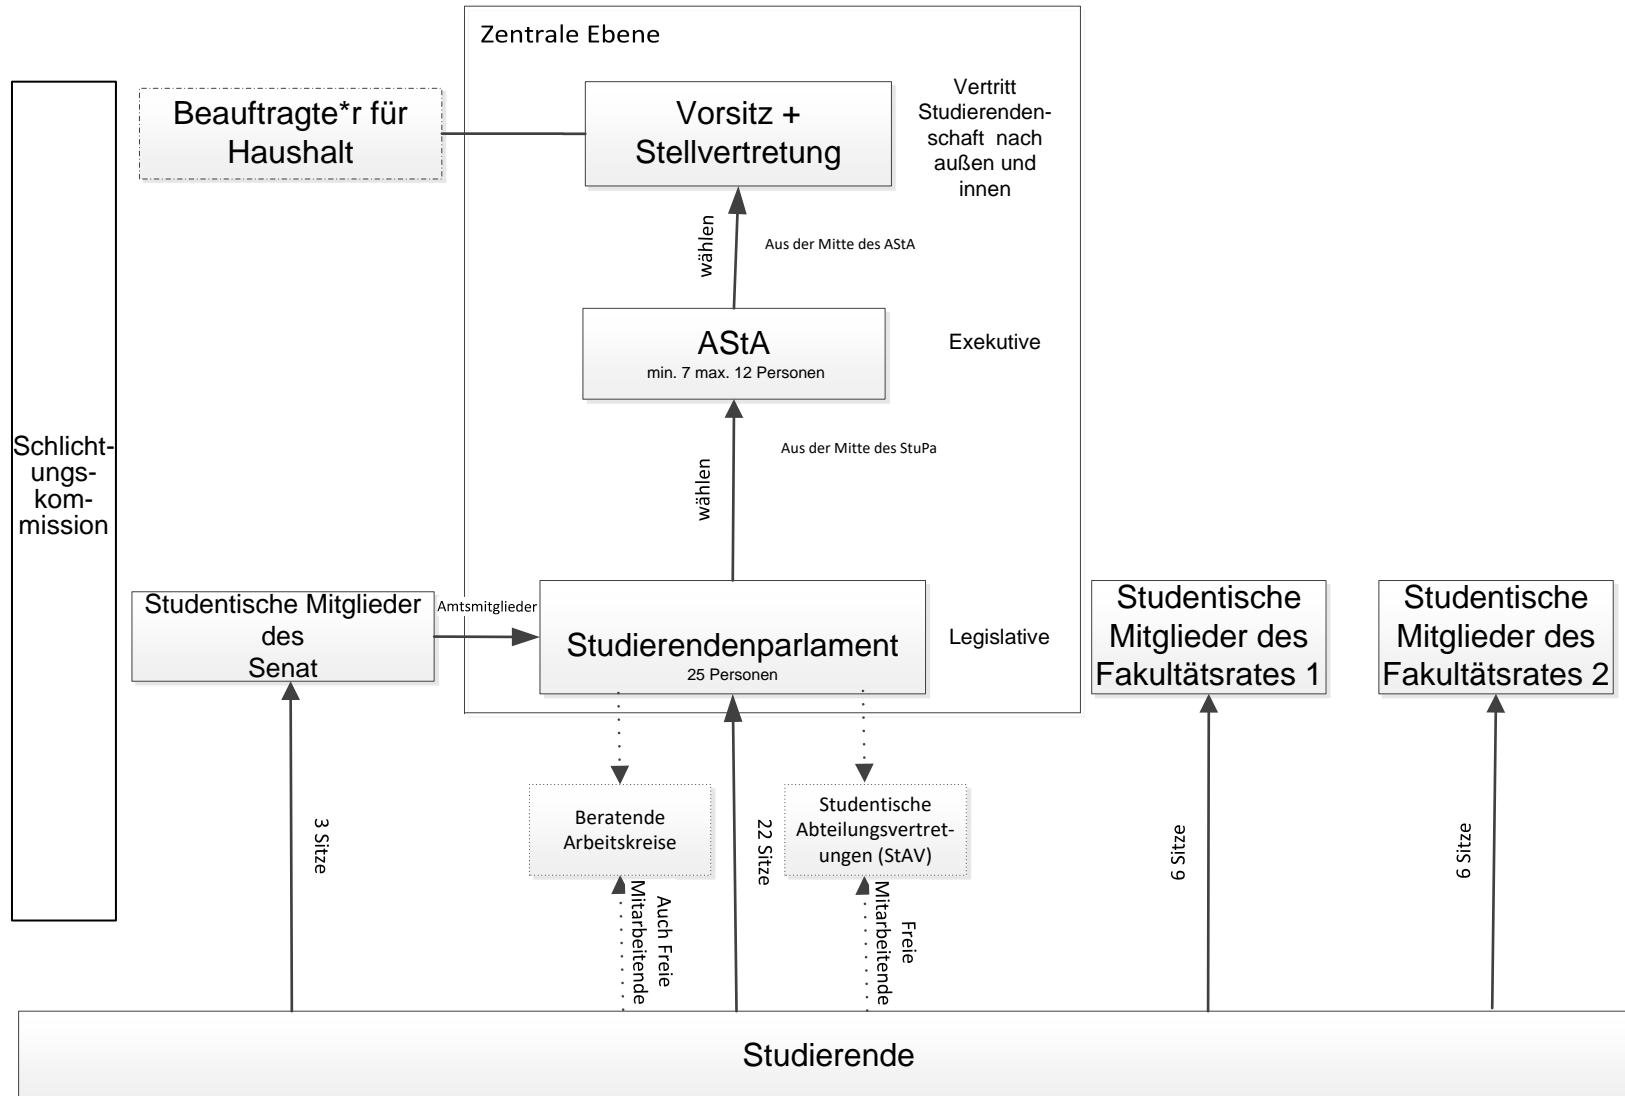 Zentrale Ebene
Beauftragte*r für
Haushalt
Vorsitz +
Stellvertretung
Vertritt
Studierenden-
schaft nach
außen und
innen
wählen
Aus der Mitte des AStA
AStA
min. 7 max. 12 Personen
Exekutive
Schlicht-
ungs-
kom-
mission
wählen
Aus der Mitte des StuPa
Studentische Mitglieder
des
Senat
Amtsmitglieder
Studierendenparlament
25 Personen
Legislative
Studentische
Mitglieder des
Fakultätsrates 1
Studentische
Mitglieder des
Fakultätsrates 2
3 Sitze
Beratende
Arbeitskreise
22 Sitze
Studentische
Abteilungsvertret-
ungen (StAV)
9 Sitze
9 Sitze
Auch Freie
Mitarbeitende
Freie
Mitarbeitende
Studierende